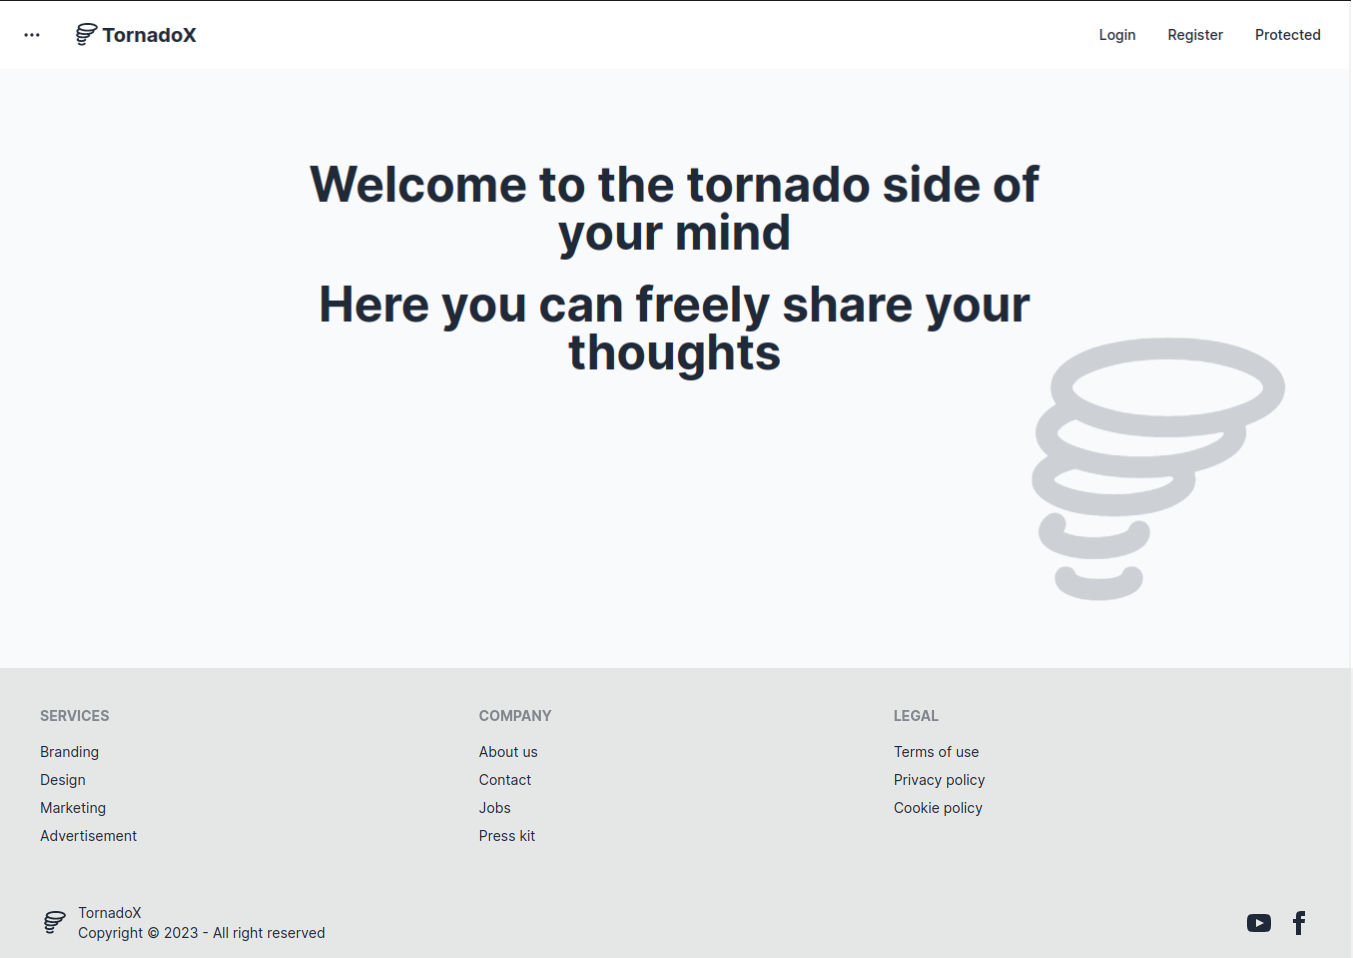 TornadoX
Login
Register
Protected
Welcome to the tornado side of
your mind
Here you can freely share your
thoughts
SERVICES
Branding
Design
Marketing
Advertisement
COMPANY
About us
Contact
Jobs
Press kit
LEGAL
Terms of use
Privacy policy
Cookie policy
TornadoX
Copyright © 2023 - All right reserved